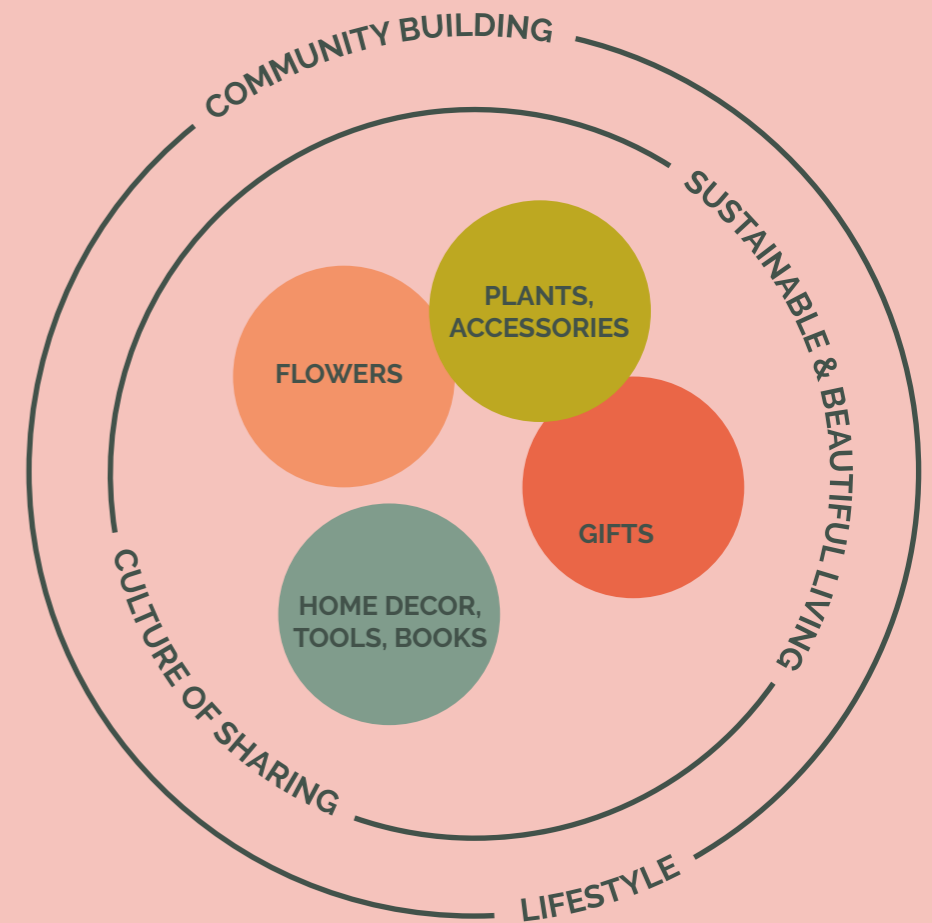 COMMUNITY BUILDING
SUSTAINABLE & BEAUTIFUL LIVING
PLANTS,
ACCESSORIES
FLOWERS
GIFTS
HOME DECOR,
TOOLS, BOOKS
CULTURE OF SHARING
LIFESTYLE